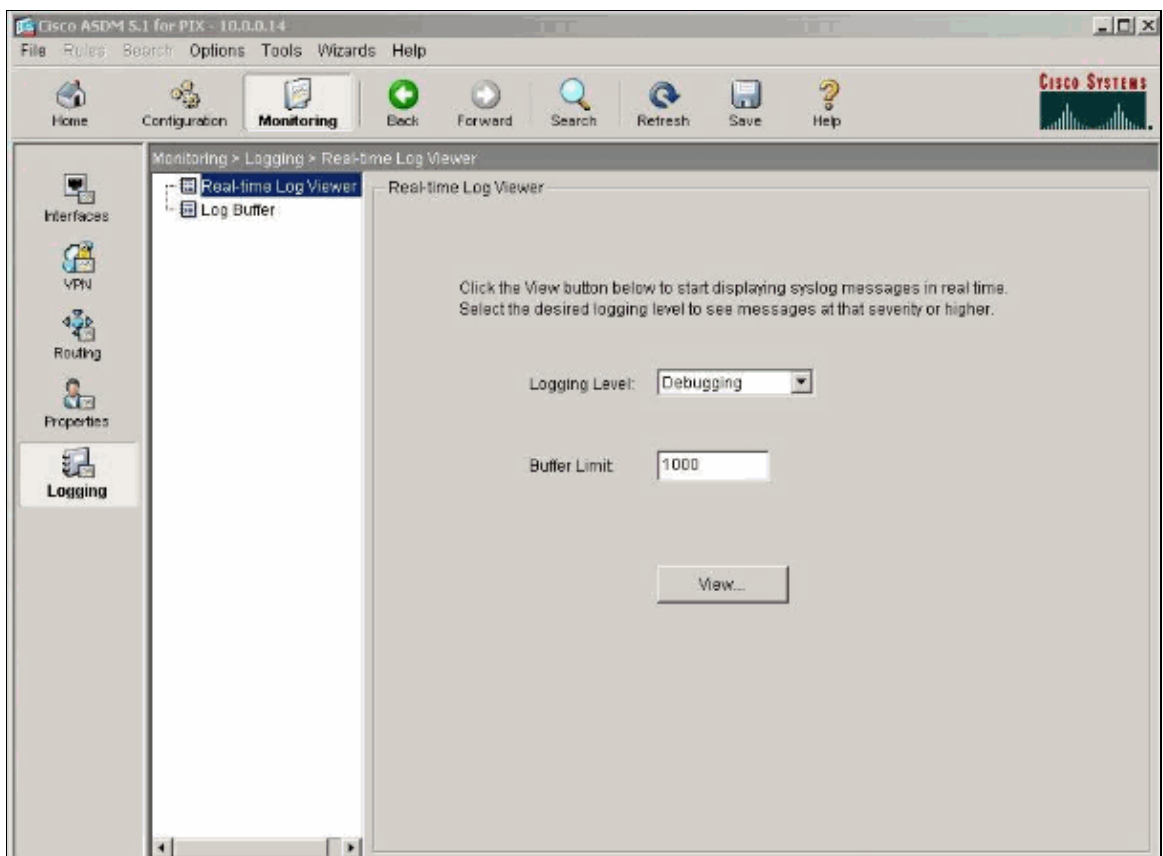 Cisco ASDM 5.1 for PIX - 10.0.0.14
File Rules Search Options Tools Wizards Help
Home Configuration Monitoring Back Forward Search Refresh Save Help
CISCO SYSTEMS
Monitoring > Logging > Real-time Log Viewer
Interfaces
VPN
Routing
Properties
Logging
Real-time Log Viewer
Log Buffer
Real-time Log Viewer
Click the View button below to start displaying syslog messages in real time.
Select the desired logging level to see messages at that severity or higher.
Logging Level: Debugging
Buffer Limit: 1000
View...